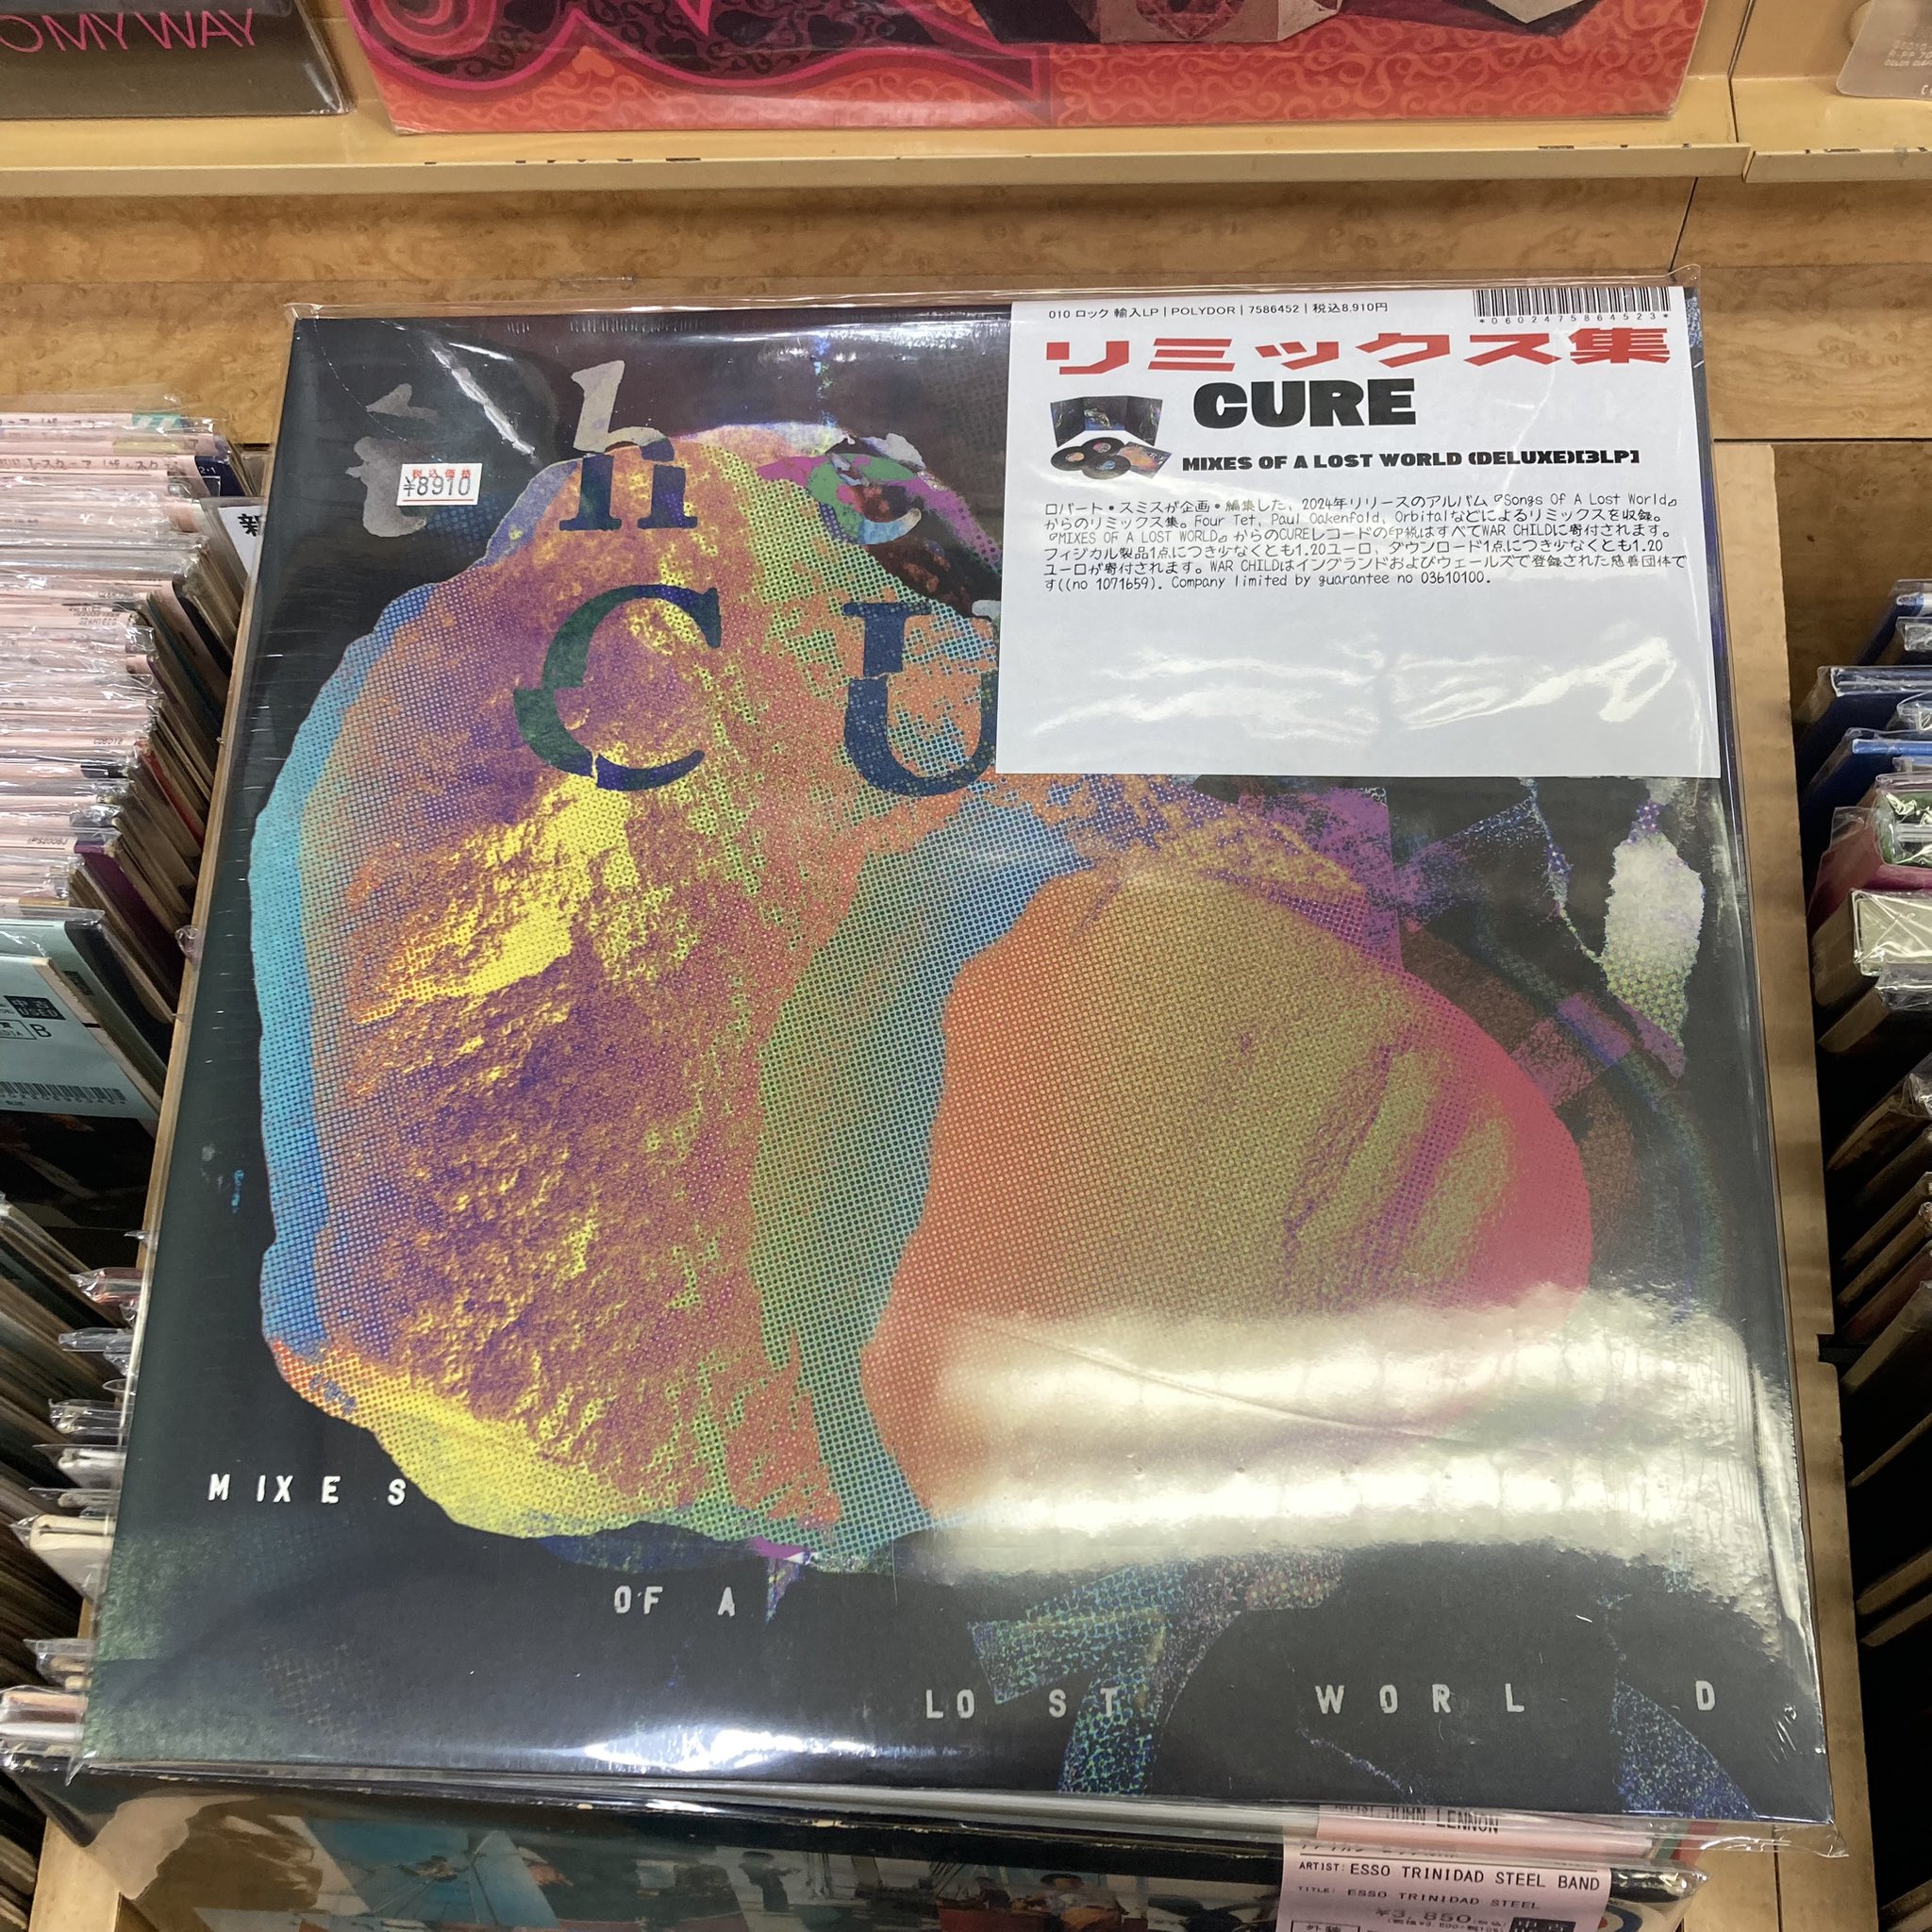 O MY WAY
010 ロック 輸入LP | POLYDOR | 7586452 | 税込8,910円
*0602475864523*
リミックス集
CURE
MIXES OF A LOST WORLD (DELUXE)[3LP]
ロバート・スミスが企画・編集した、2024年リリースのアルバム『Songs Of A Lost World』
からのリミックス集。Four Tet、Paul Oakenfold、Orbitalなどによるリミックスを収録。
『MIXES OF A LOST WORLD』からのCUREレコードの印税はすべてWAR CHILDに寄付されます。
フィジカル製品1点につき少なくとも1.20ユーロ、ダウンロード1点につき少なくとも1.20
ユーロが寄付されます。WAR CHILDはイングランドおよびウェールズで登録された慈善団体で
す((no 1071659). Company limited by guarantee no 03610100.
the
税込価格
¥8910
CU
中古
USED
B
MIXES
OF A
LOST WORLD
ARTIST: JOHN LENNON
ARTIST: ESSO TRINIDAD STEEL BAND
TITLE: ESSO TRINIDAD STEEL
¥3,850